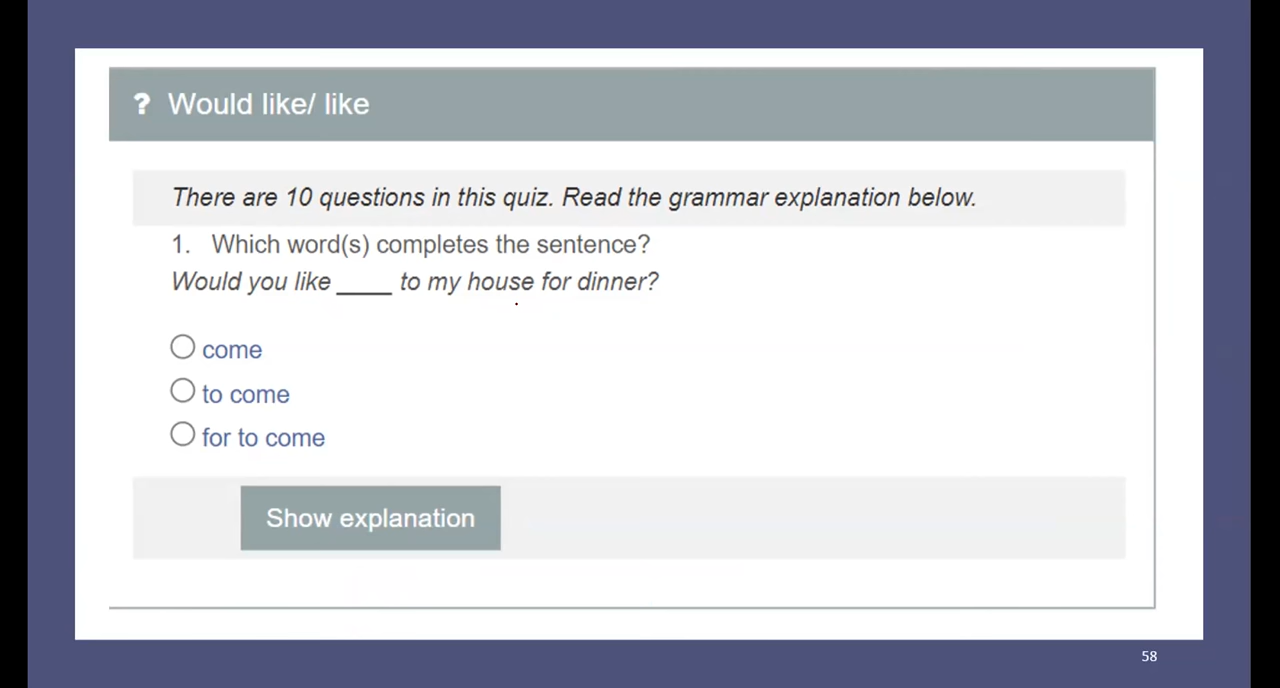 ? Would like/ like
There are 10 questions in this quiz. Read the grammar explanation below.
1. Which word(s) completes the sentence?
Would you like ____ to my house for dinner?
come
to come
for to come
Show explanation
58